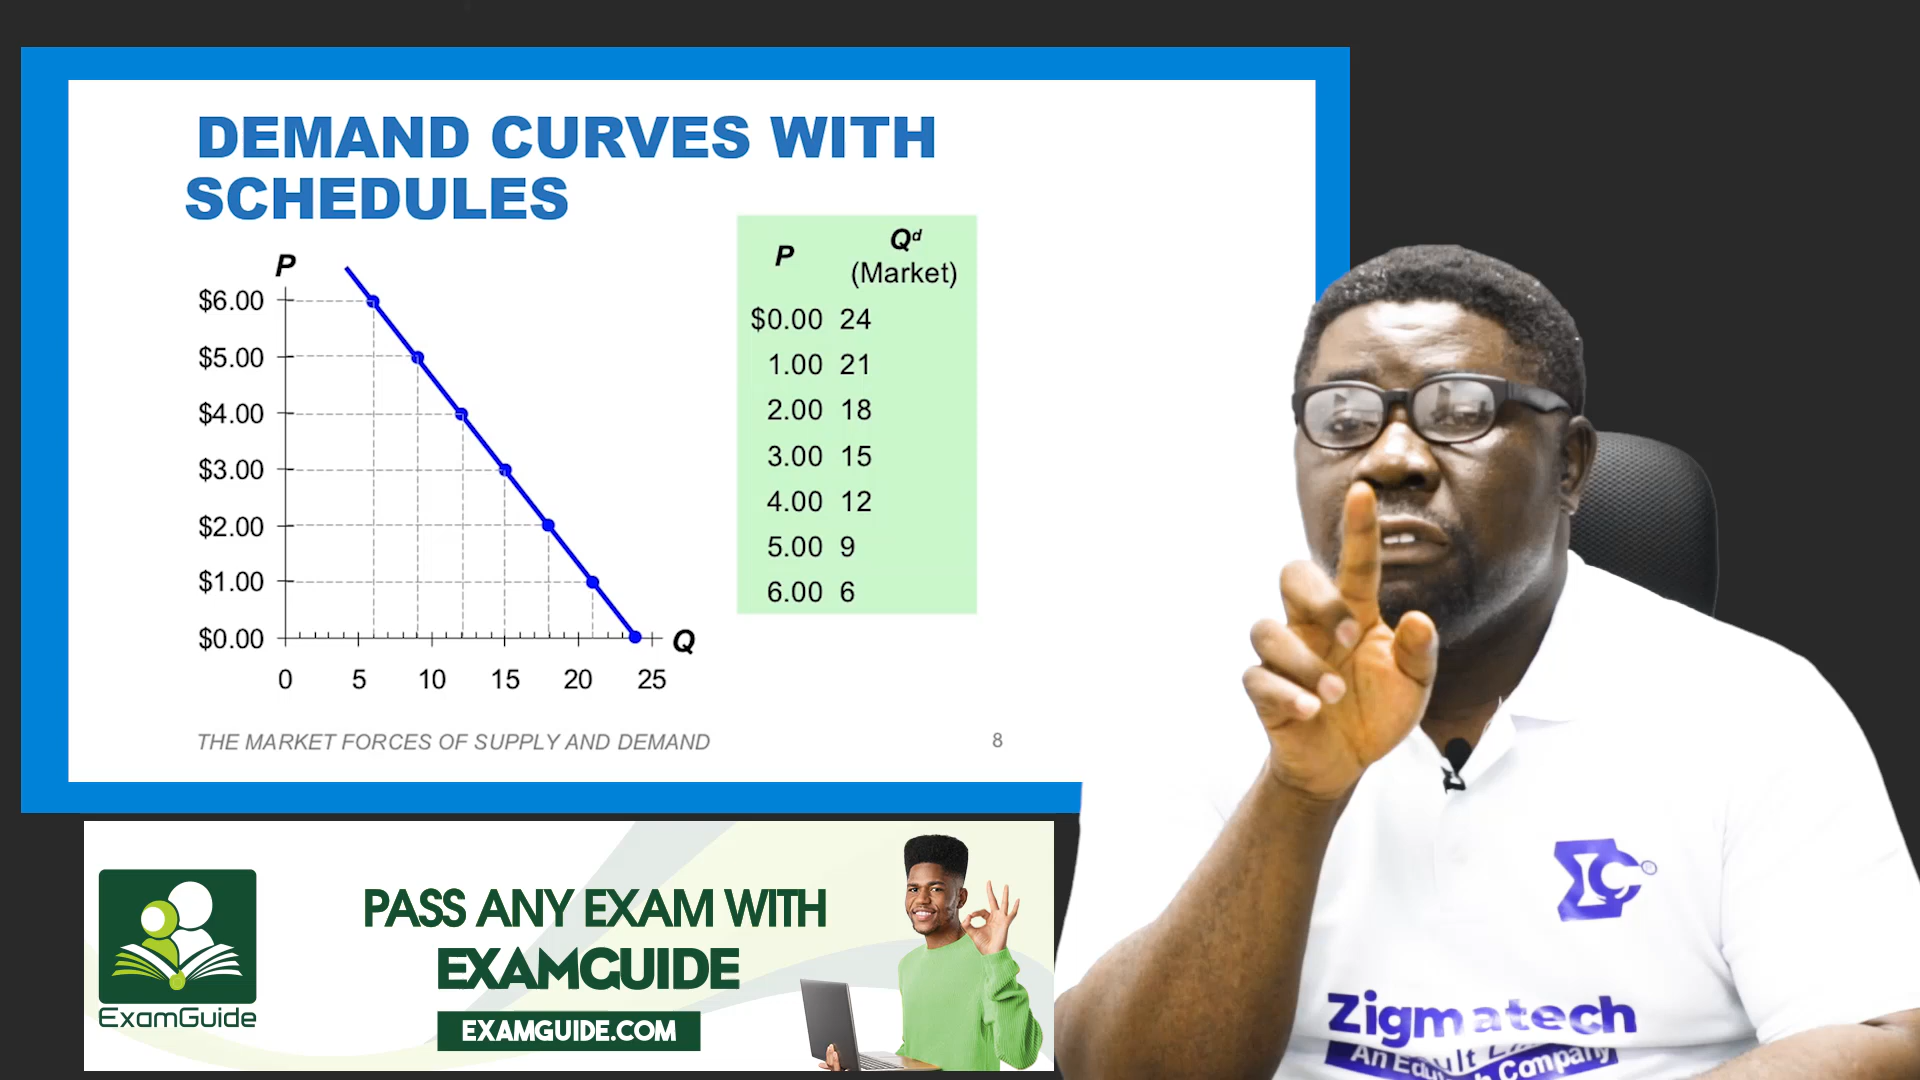 DEMAND CURVES WITH
SCHEDULES
P
$6.00
$5.00
$4.00
$3.00
$2.00
$1.00
$0.00
0 5 10 15 20 25
Q
P Qd
(Market)
$0.00 24
1.00 21
2.00 18
3.00 15
4.00 12
5.00 9
6.00 6
THE MARKET FORCES OF SUPPLY AND DEMAND 8
PASS ANY EXAM WITH
EXAMGUIDE
EXAMGUIDE.COM
ExamGuide
Zigmatech
An Company